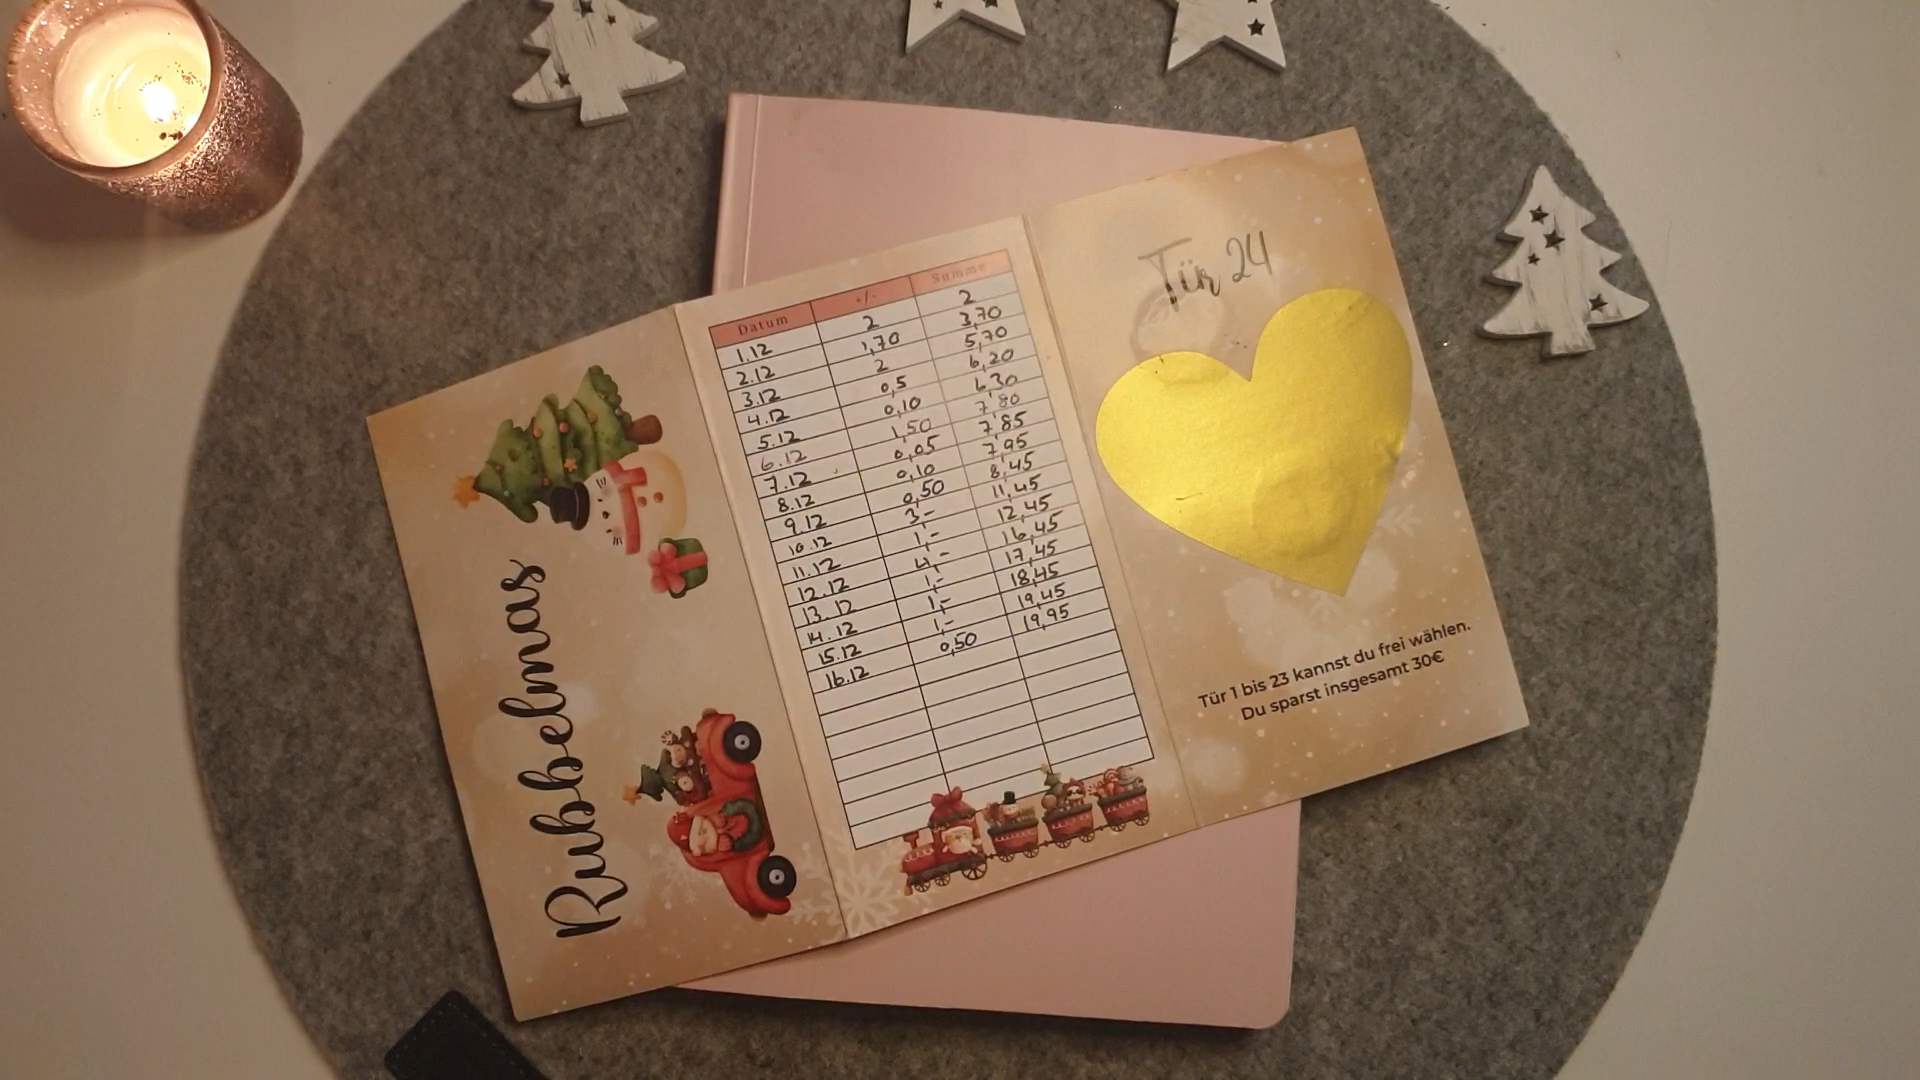 Rubbelmas
Datum +/- Summe
1.12 2 2
2.12 1,70 3,70
3.12 2 5,70
4.12 0,5 6,20
5.12 0,10 6,30
6.12 1,50 7,80
7.12 0,05 7,85
8.12 0,10 7,95
9.12 0,50 8,45
10.12 3,- 11,45
11.12 1,- 12,45
12.12 4,- 16,45
13.12 1,- 17,45
14.12 1,- 18,45
15.12 1,- 19,45
16.12 0,50 19,95
Tür 24
Tür 1 bis 23 kannst du frei wählen.
Du sparst insgesamt 30€